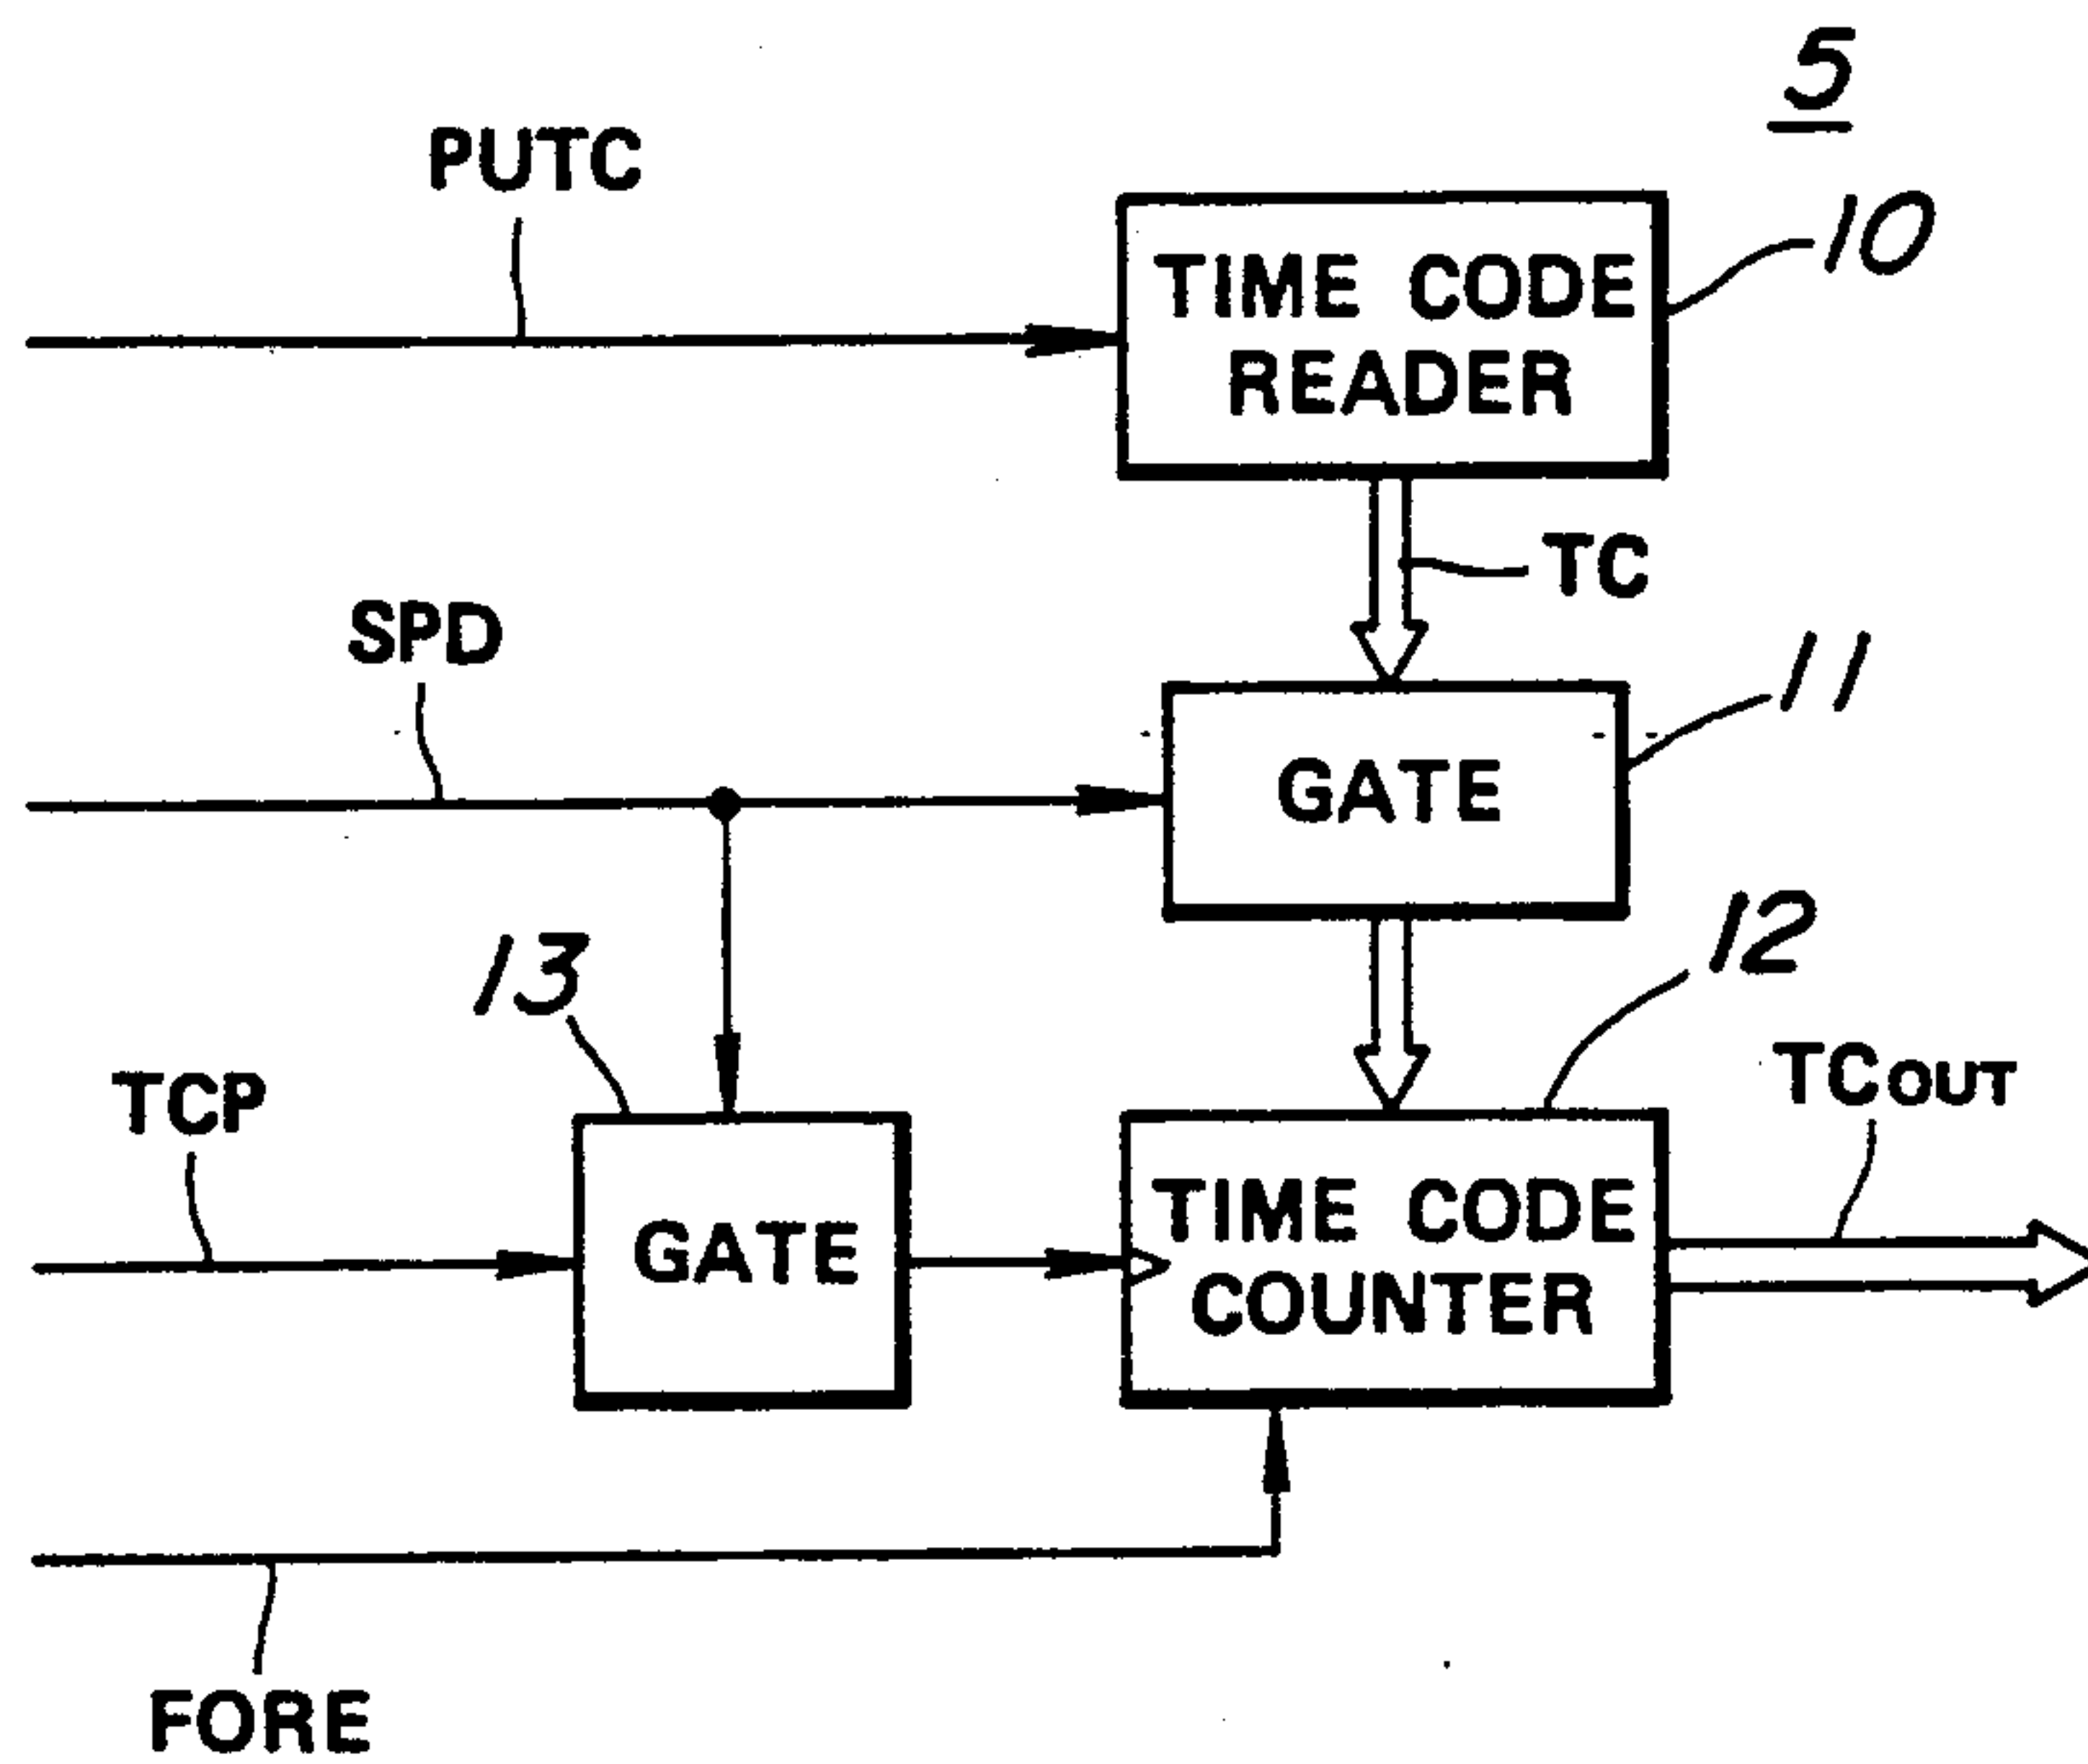 5
PUTC
TIME CODE
READER
10
TC
SPD
GATE
11
13
12
TCP
GATE
TIME CODE
COUNTER
TCOUT
FORE